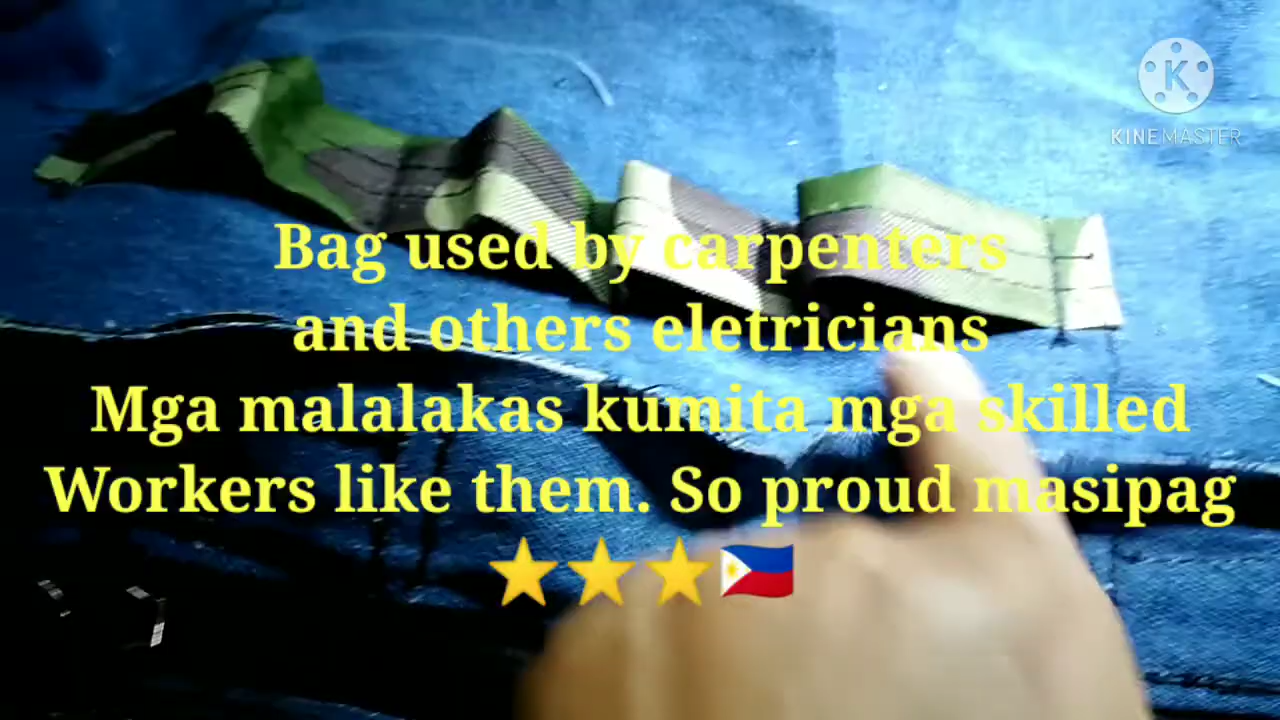 KINEMASTER
Bag used by carpenters
and others eletricians
Mga malalakas kumita mga skilled
Workers like them. So proud masipag
⭐⭐⭐🇵🇭